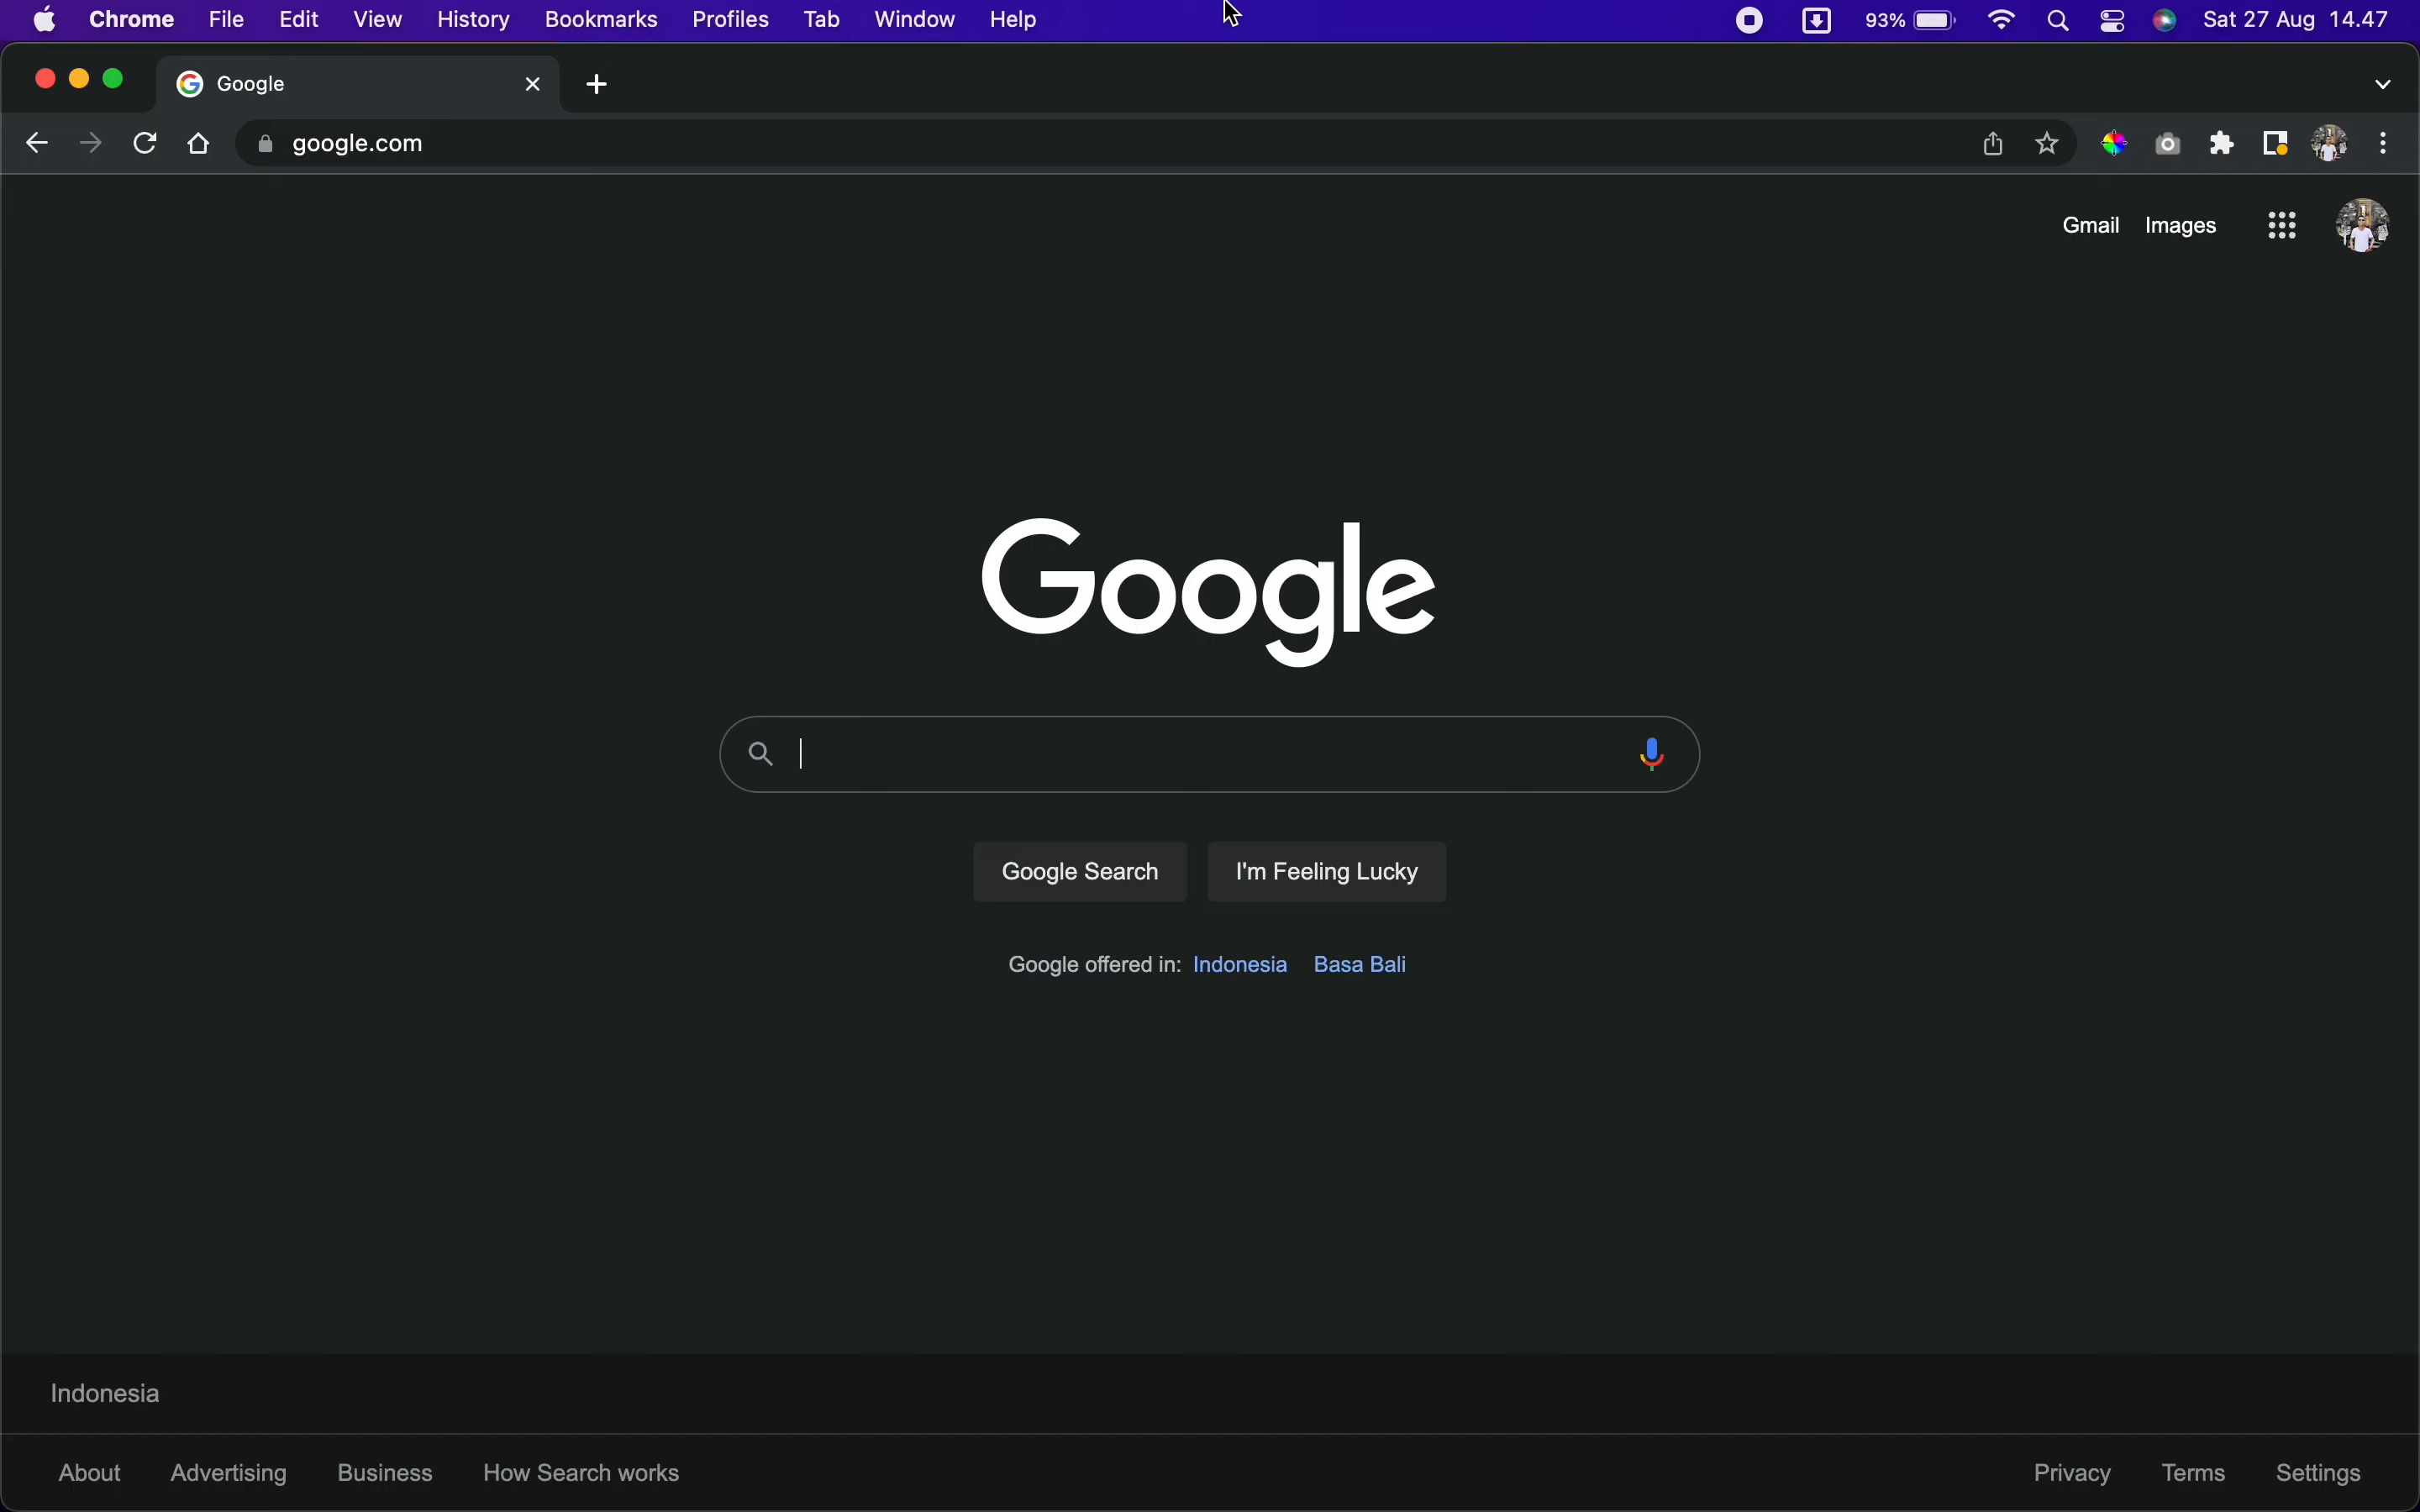 Chrome File Edit View History Bookmarks Profiles Tab Window Help 93% Sat 27 Aug 14.47
Google
google.com
Gmail Images
Google
Google Search I'm Feeling Lucky
Google offered in: Indonesia Basa Bali
Indonesia
About Advertising Business How Search works Privacy Terms Settings